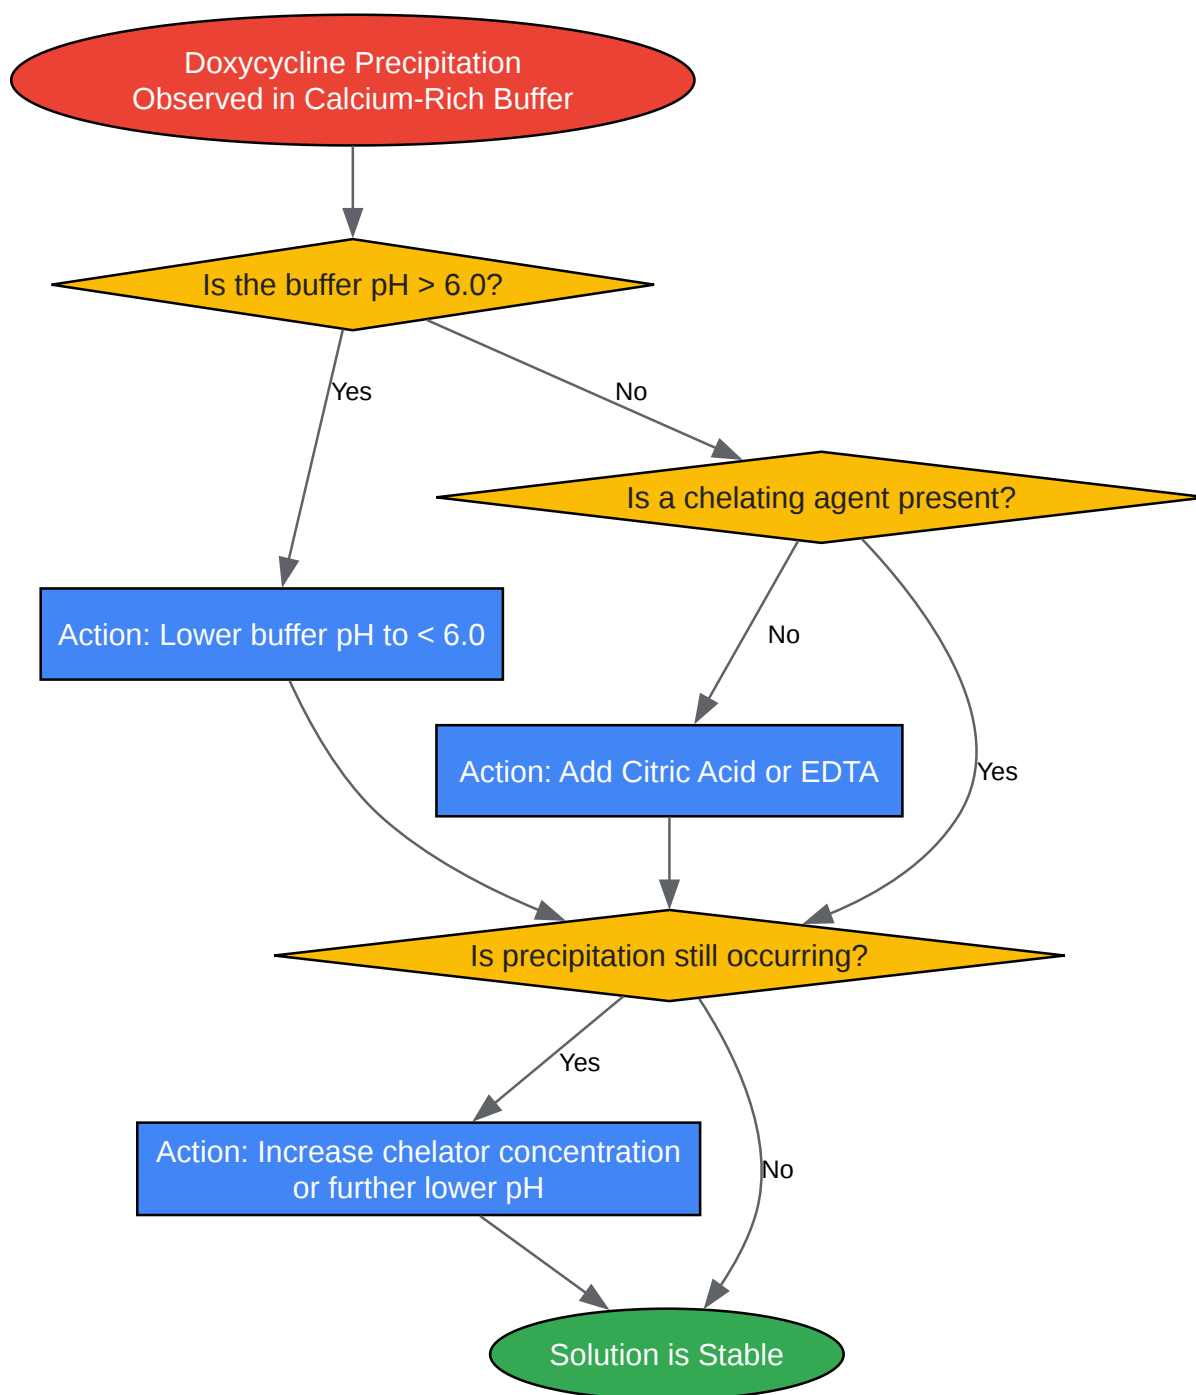 Doxycycline Precipitation
Observed in Calcium-Rich Buffer
Is the buffer pH > 6.0?
Yes
No
Is a chelating agent present?
Action: Lower buffer pH to < 6.0
No
Action: Add Citric Acid or EDTA
Yes
Is precipitation still occurring?
Yes
Action: Increase chelator concentration
or further lower pH
No
Solution is Stable